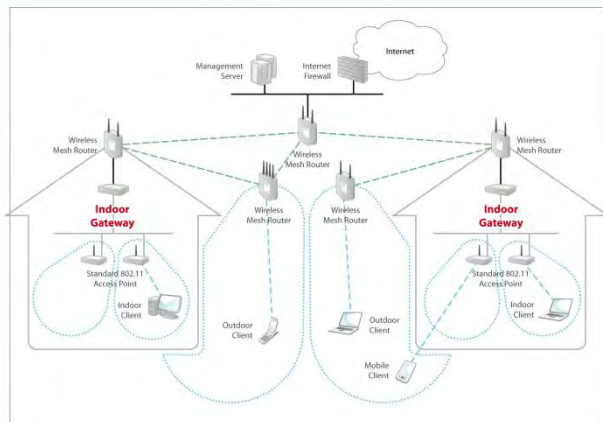 Internet
Management
Server
Internet
Firewall
Wireless
Mesh Router
Wireless
Mesh Router
Wireless
Mesh Router
Wireless
Mesh Router
Wireless
Mesh Router
Indoor
Gateway
Indoor
Gateway
Standard 802.11
Access Point
Standard 802.11
Access Point
Indoor
Client
Indoor
Client
Outdoor
Client
Outdoor
Client
Mobile
Client